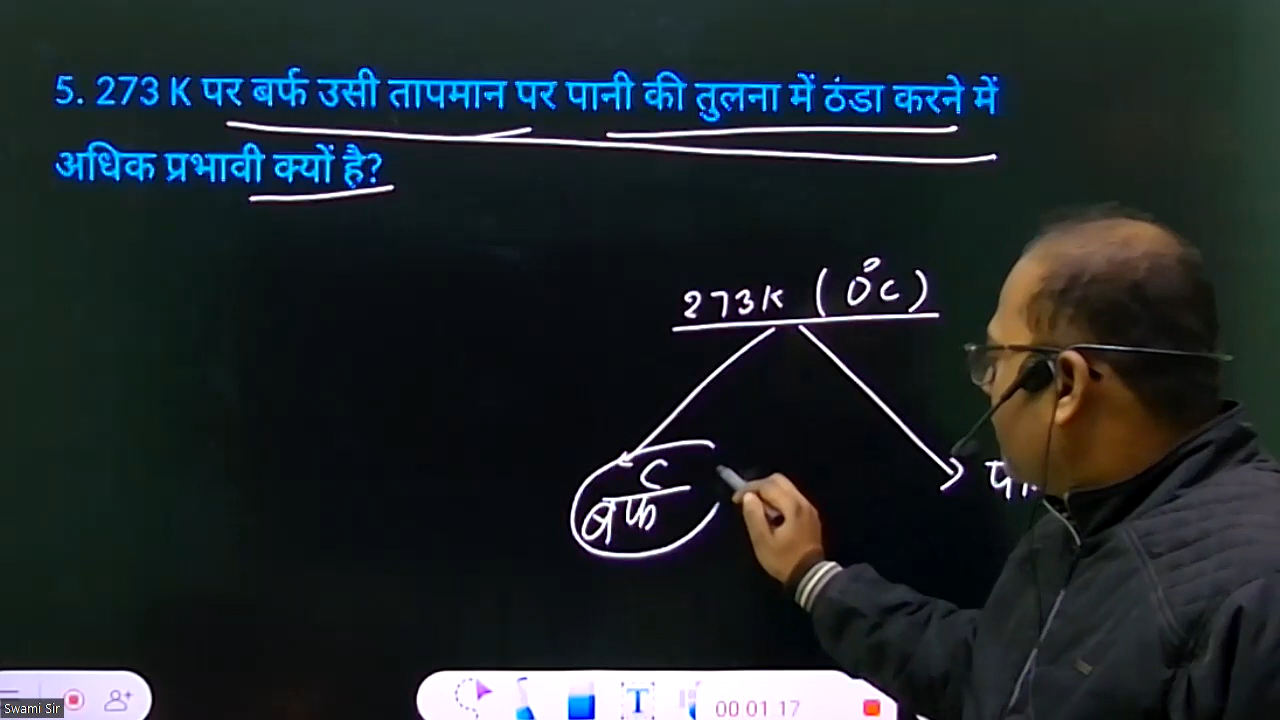 5. 273 K पर बर्फ उसी तापमान पर पानी की तुलना में ठंडा करने में
अधिक प्रभावी क्यों है?
273K (0°C)
बर्फ
Swami Sir
T
00 01 17